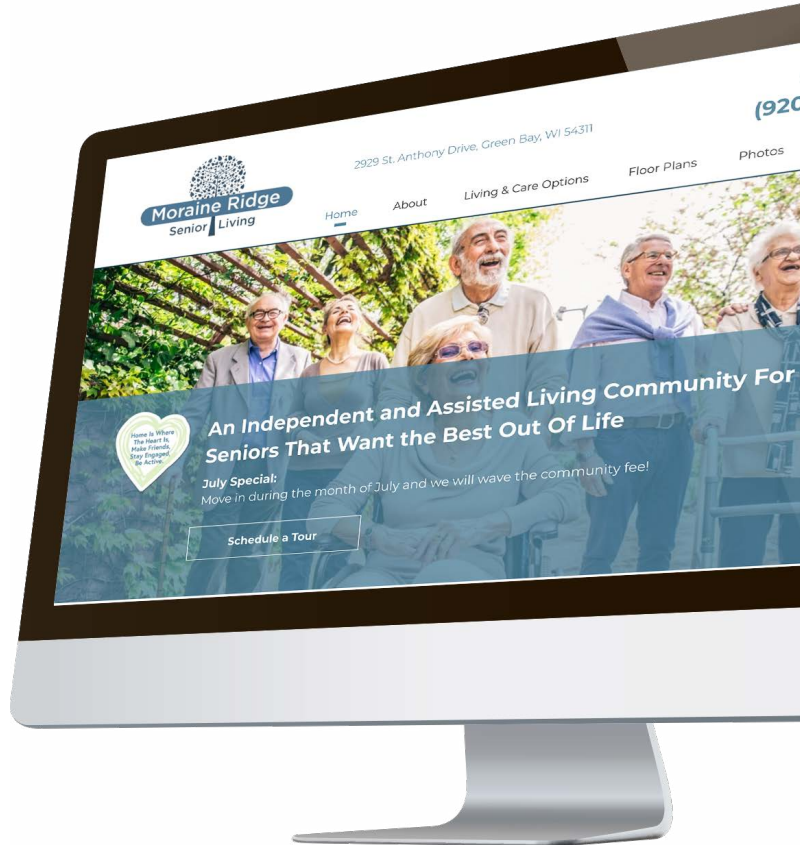 (920
2929 St. Anthony Drive, Green Bay, WI 54311
Moraine Ridge
Senior Living
Home About Living & Care Options Floor Plans Photos
Home Is Where
The Heart Is,
Make Friends,
Stay Engaged,
Be Active.
An Independent and Assisted Living Community For
Seniors That Want the Best Out Of Life
July Special:
Move in during the month of July and we will wave the community fee!
Schedule a Tour